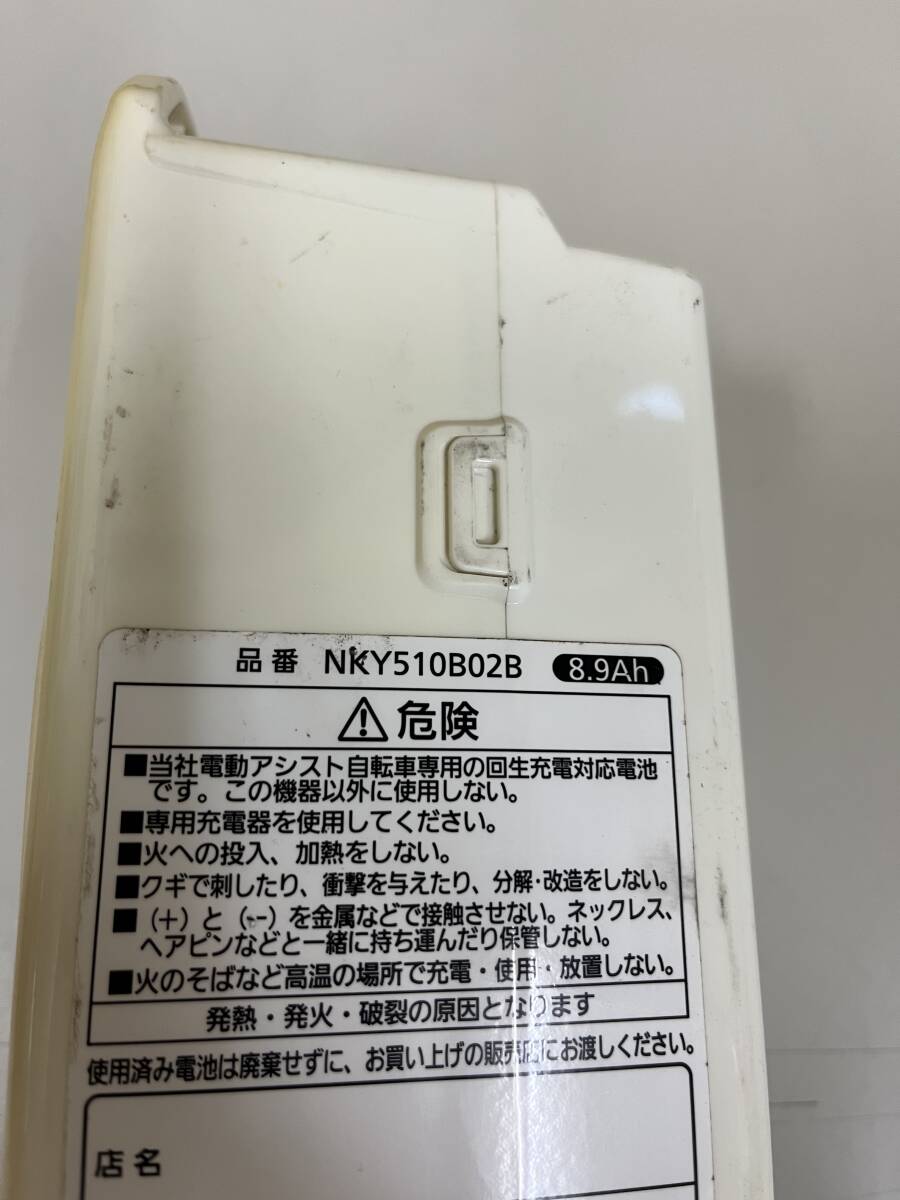 品番 NKY510B02B 8.9Ah
危険
■当社電動アシスト自転車専用の回生充電対応電池
です。この機器以外に使用しない。
■専用充電器を使用してください。
■火への投入、加熱をしない。
■クギで刺したり、衝撃を与えたり、分解・改造をしない。
■(+)と(-)を金属などで接触させない。ネックレス、
ヘアピンなどと一緒に持ち運んだり保管しない。
■火のそばなど高温の場所で充電・使用・放置しない。
発熱・発火・破裂の原因となります
使用済み電池は廃棄せずに、お買い上げの販売店にお渡しください。
店名